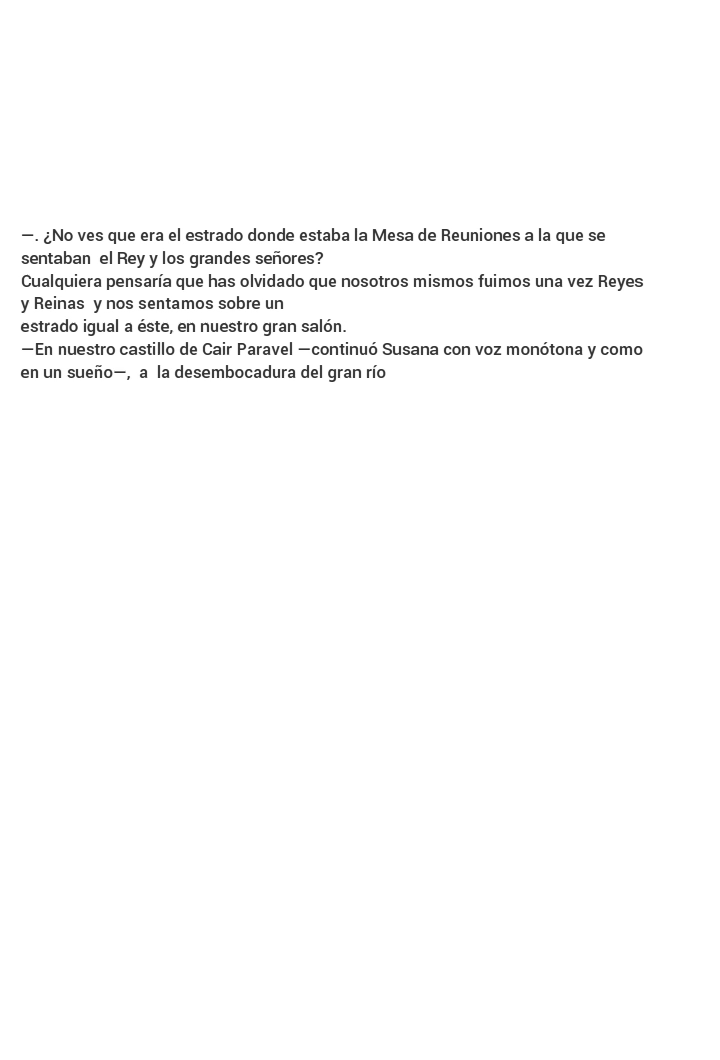 —. ¿No ves que era el estrado donde estaba la Mesa de Reuniones a la que se
sentaban  el Rey y los grandes señores?
Cualquiera pensaría que has olvidado que nosotros mismos fuimos una vez Reyes
y Reinas  y nos sentamos sobre un
estrado igual a éste, en nuestro gran salón.
—En nuestro castillo de Cair Paravel —continuó Susana con voz monótona y como
en un sueño—,  a  la desembocadura del gran río